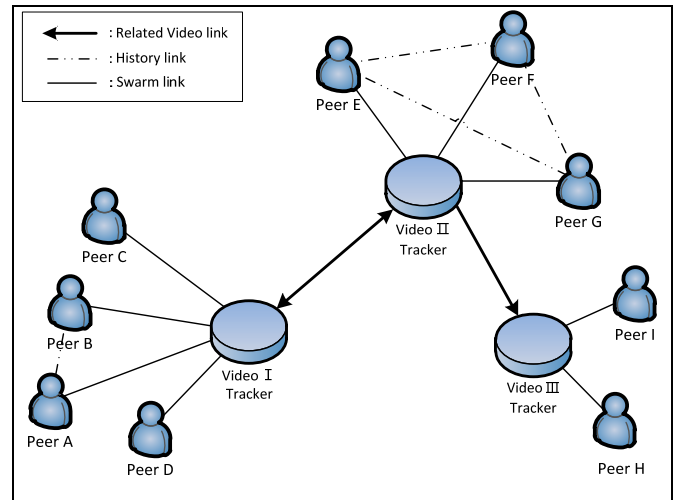 : Related Video link
: History link
: Swarm link
Peer E
Peer F
Peer G
Video Ⅱ
Tracker
Peer C
Peer B
Peer A
Peer D
Video Ⅰ
Tracker
Video Ⅲ
Tracker
Peer I
Peer H